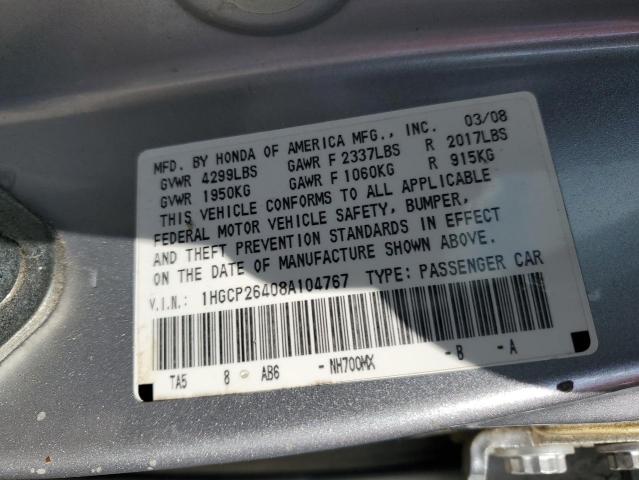 MFD. BY HONDA OF AMERICA MFG., INC. 03/08
GVWR 4299LBS GAWR F 2337LBS R 2017LBS
GVWR 1950KG GAWR F 1060KG R 915KG
THIS VEHICLE CONFORMS TO ALL APPLICABLE
FEDERAL MOTOR VEHICLE SAFETY, BUMPER,
AND THEFT PREVENTION STANDARDS IN EFFECT
ON THE DATE OF MANUFACTURE SHOWN ABOVE.
V.I.N.: 1HGCP26408A104767 TYPE: PASSENGER CAR
TA5 8 AB6 -NH700MX -B -A